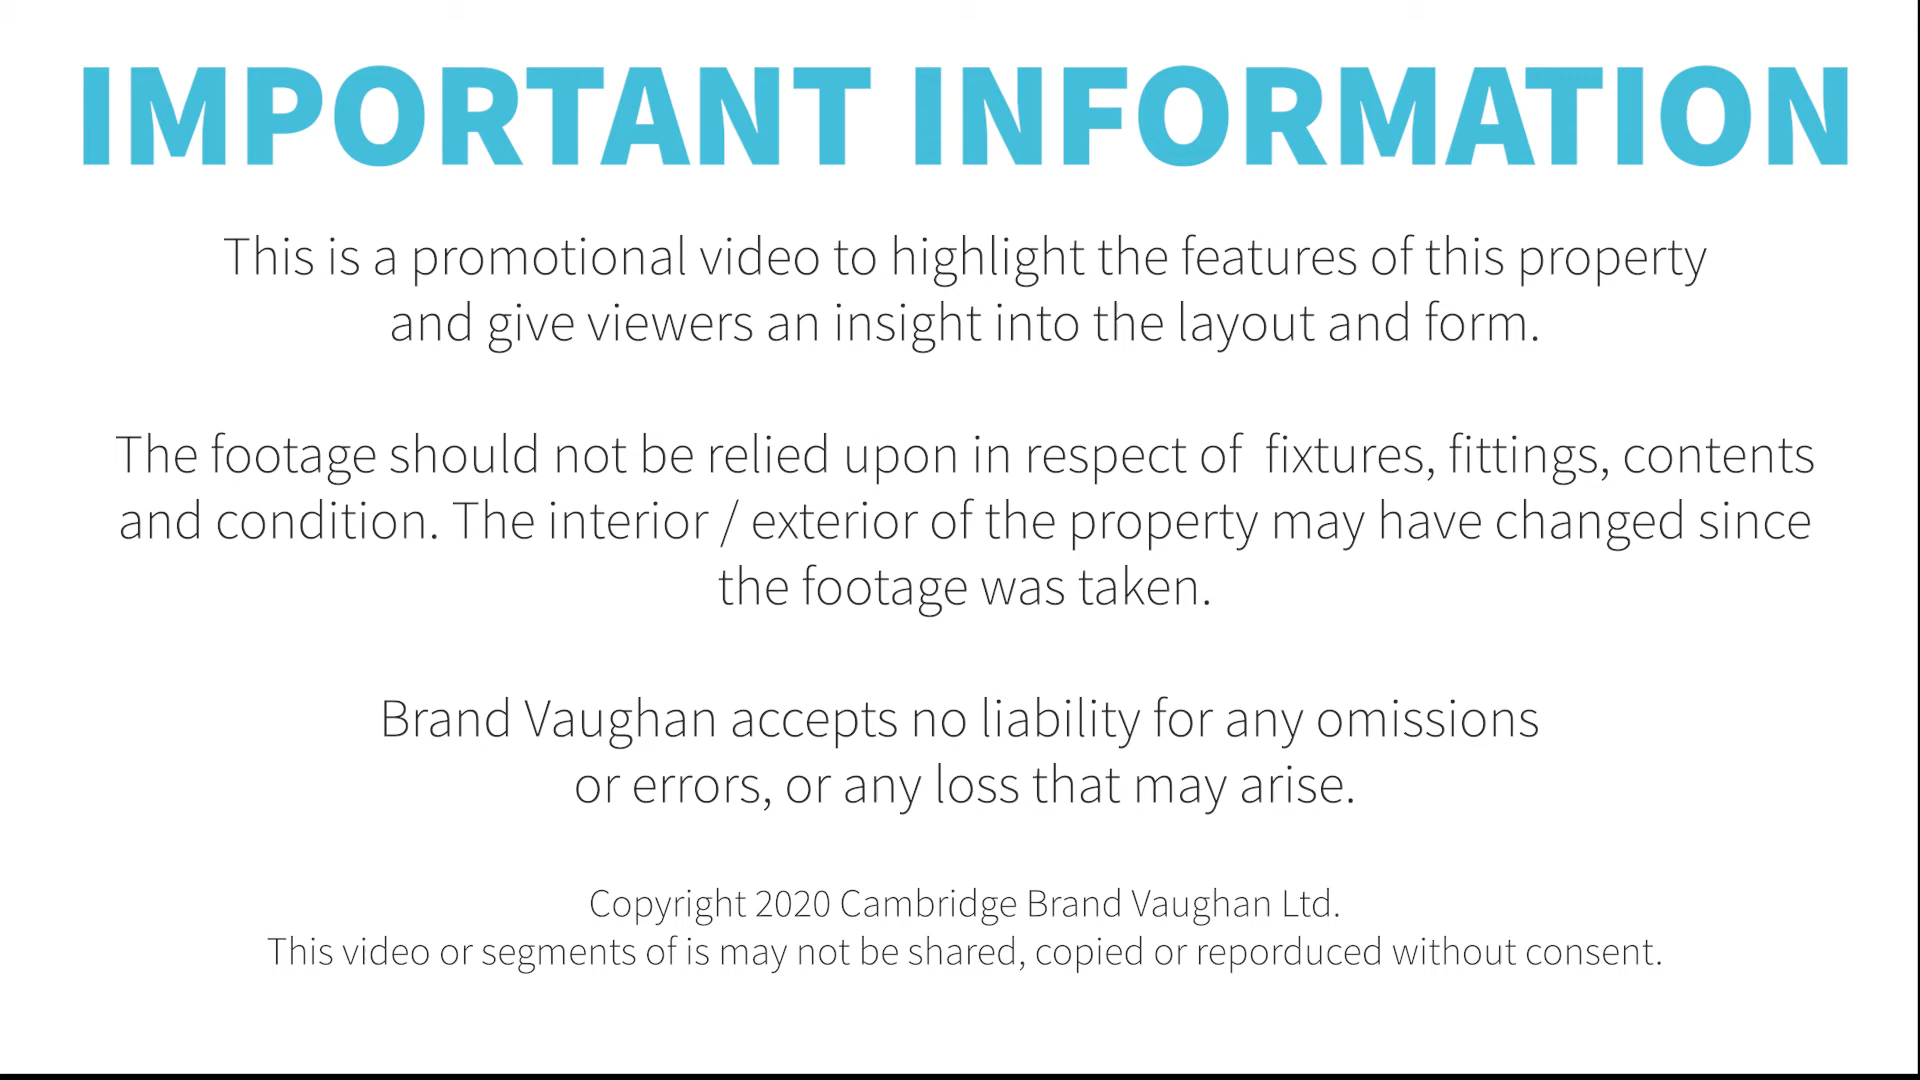 IMPORTANT INFORMATION
This is a promotional video to highlight the features of this property
and give viewers an insight into the layout and form.
The footage should not be relied upon in respect of fixtures, fittings, contents
and condition. The interior / exterior of the property may have changed since
the footage was taken.
Brand Vaughan accepts no liability for any omissions
or errors, or any loss that may arise.
Copyright 2020 Cambridge Brand Vaughan Ltd.
This video or segments of is may not be shared, copied or reporduced without consent.